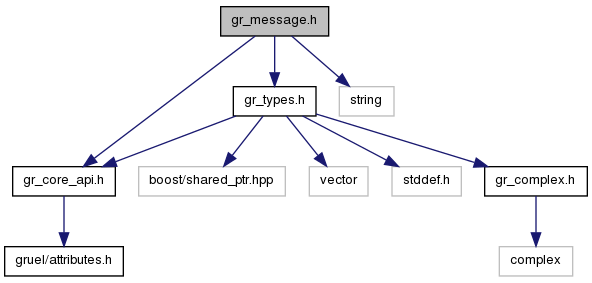 gr_message.h
gr_types.h
string
gr_core_api.h
boost/shared_ptr.hpp
vector
stddef.h
gr_complex.h
gruel/attributes.h
complex